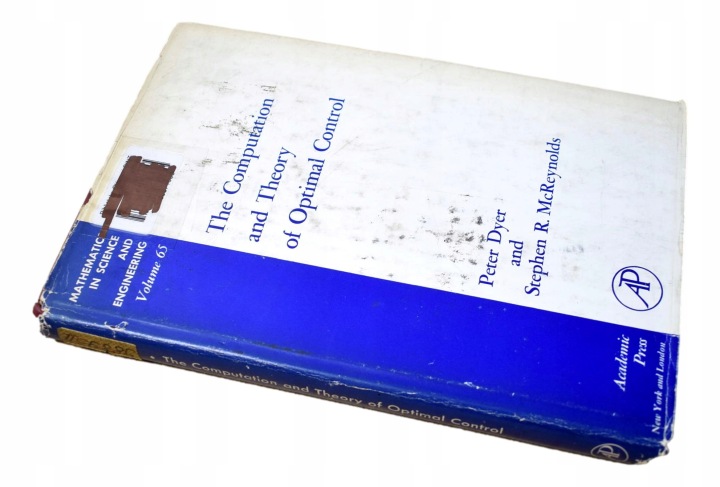 The Computation
and Theory
of Optimal Control
Peter Dyer
and
Stephen R. McReynolds
MATHEMATIC
IN SCIENCE
AND
ENGINEERING
Volume 65
AP
Academic
Press
New York and London
The Computation and Theory of Optimal Control